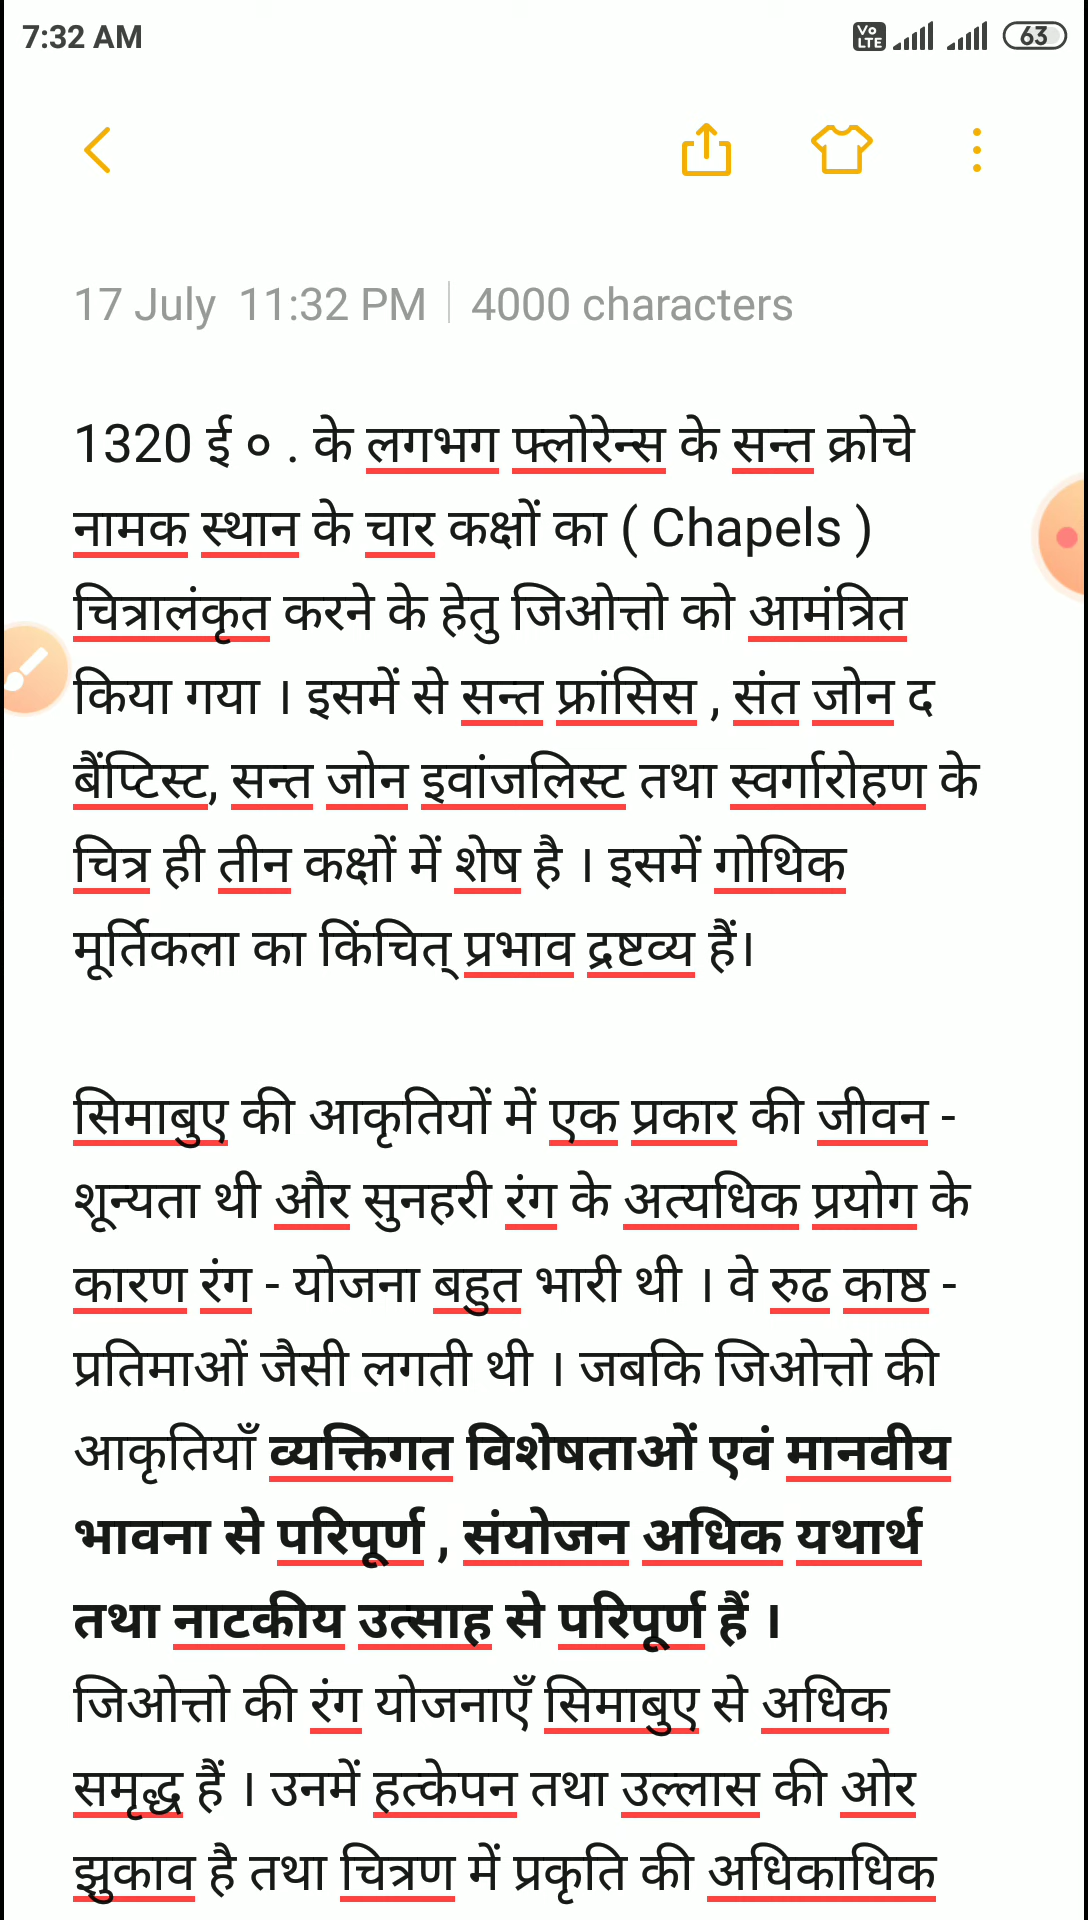 7:32 AM
Vo LTE
63
17 July 11:32 PM | 4000 characters
1320 ई ० . के लगभग फ्लोरेन्स के सन्त क्रोचे
नामक स्थान के चार कक्षों का ( Chapels )
चित्रालंकृत करने के हेतु जिओत्तो को आमंत्रित
किया गया । इसमें से सन्त फ्रांसिस , संत जोन द
बैंप्टिस्ट, सन्त जोन इवांजलिस्ट तथा स्वर्गारोहण के
चित्र ही तीन कक्षों में शेष है । इसमें गोथिक
मूर्तिकला का किंचित् प्रभाव द्रष्टव्य हैं।
सिमाबुए की आकृतियों में एक प्रकार की जीवन -
शून्यता थी और सुनहरी रंग के अत्यधिक प्रयोग के
कारण रंग - योजना बहुत भारी थी । वे रुढ काष्ठ -
प्रतिमाओं जैसी लगती थी । जबकि जिओत्तो की
आकृतियाँ व्यक्तिगत विशेषताओं एवं मानवीय
भावना से परिपूर्ण , संयोजन अधिक यथार्थ
तथा नाटकीय उत्साह से परिपूर्ण हैं ।
जिओत्तो की रंग योजनाएँ सिमाबुए से अधिक
समृद्ध हैं । उनमें हत्केपन तथा उल्लास की ओर
झुकाव है तथा चित्रण में प्रकृति की अधिकाधिक